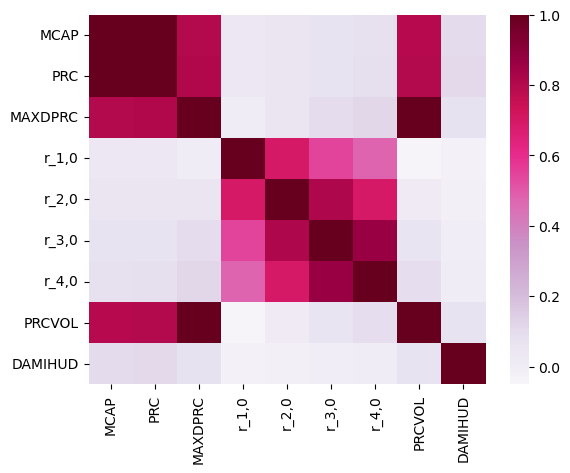 MCAP
PRC
MAXDPRC
r_1,0
r_2,0
r_3,0
r_4,0
PRCVOL
DAMIHUD
MCAP
PRC
MAXDPRC
r_1,0
r_2,0
r_3,0
r_4,0
PRCVOL
DAMIHUD
1.0
0.8
0.6
0.4
0.2
0.0